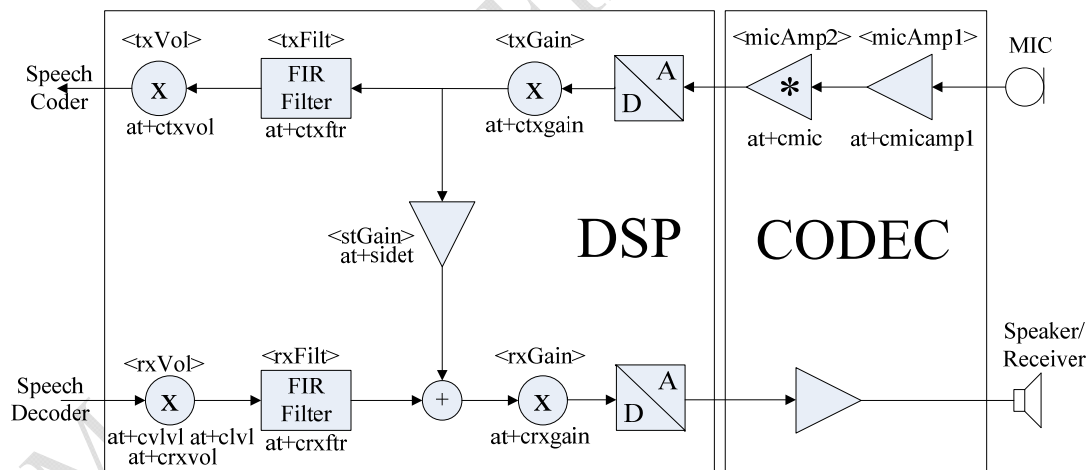 <txVol> <txFilt> <txGain> <micAmp2> <micAmp1> MIC
Speech
Coder
X
FIR
Filter
X
A
D
*
at+ctxvol at+ctxftr at+ctxgain at+cmic at+cmicamp1
<stGain>
at+sidet
DSP CODEC
<rxVol> <rxFilt> <rxGain>
Speaker/
Receiver
Speech
Decoder
X
FIR
Filter
+
X
A
D
at+cvlvl at+clvl
at+crxvol
at+crxftr at+crxgain